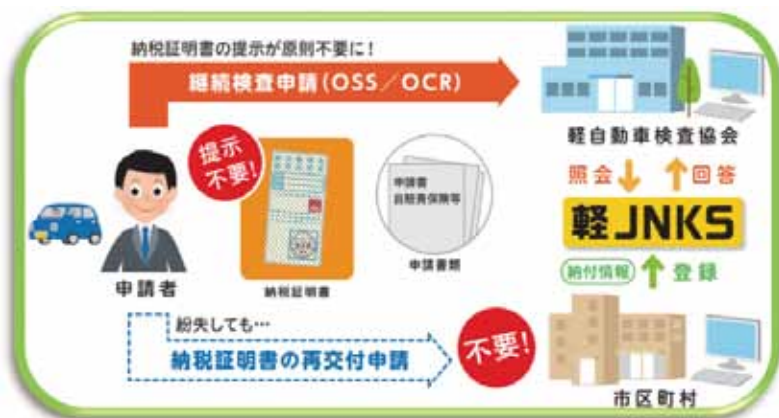 納税証明書の提示が原則不要に！
継続検査申請（OSS／OCR）
軽自動車検査協会
提示
不要！
申請書
自賠責保険等
照会
回答
軽JNKS
申請者
納税証明書
申請書類
納付情報
登録
紛失しても…
納税証明書の再交付申請
不要！
市区町村